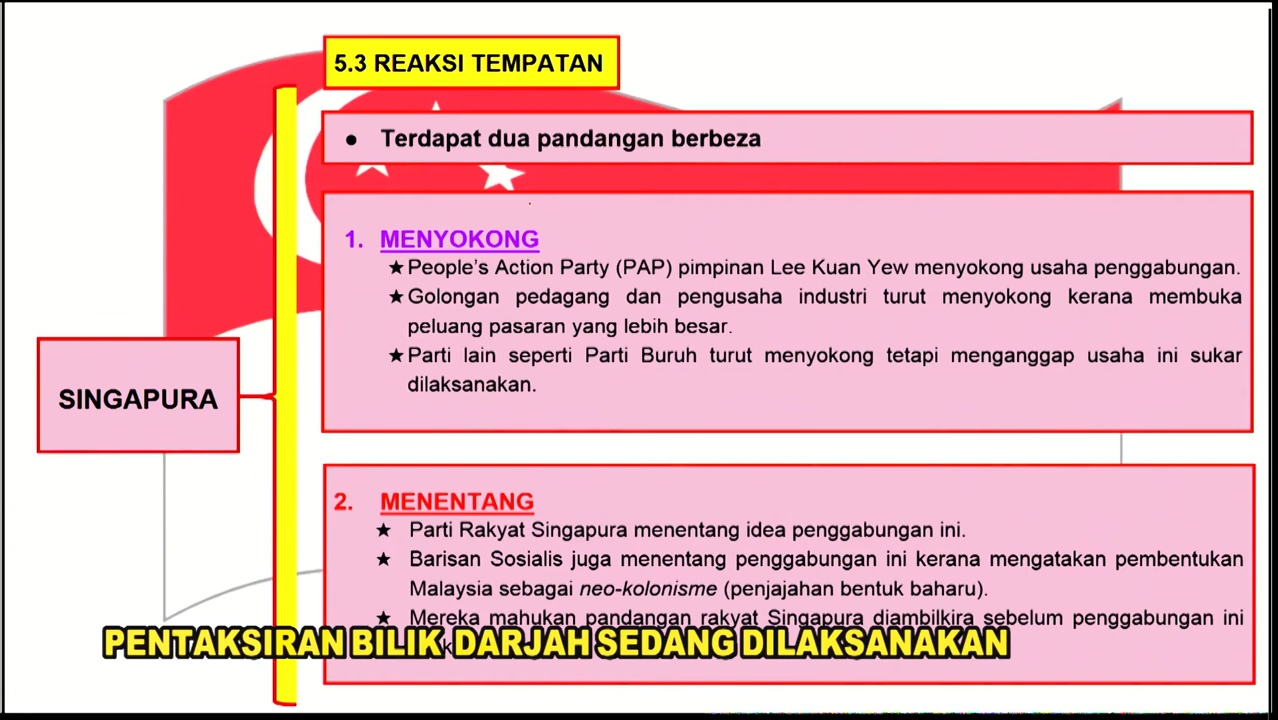 5.3 REAKSI TEMPATAN
● Terdapat dua pandangan berbeza
1. MENYOKONG
★ People's Action Party (PAP) pimpinan Lee Kuan Yew menyokong usaha penggabungan.
★ Golongan pedagang dan pengusaha industri turut menyokong kerana membuka
peluang pasaran yang lebih besar.
★ Parti lain seperti Parti Buruh turut menyokong tetapi menganggap usaha ini sukar
dilaksanakan.
SINGAPURA
2. MENENTANG
★ Parti Rakyat Singapura menentang idea penggabungan ini.
★ Barisan Sosialis juga menentang penggabungan ini kerana mengatakan pembentukan
Malaysia sebagai neo-kolonisme (penjajahan bentuk baharu).
★ Mereka mahukan pandangan rakyat Singapura diambilkira sebelum penggabungan ini
PENTAKSIRAN BILIK DARJAH SEDANG DILAKSANAKAN